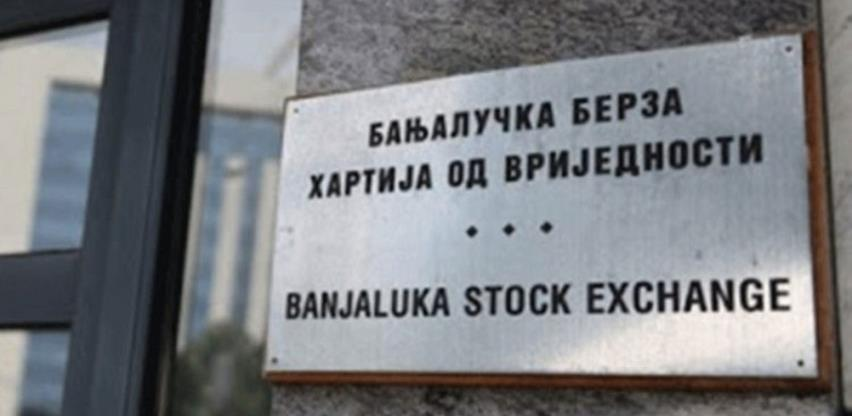 БАЊАЛУЧКА БЕРЗА
ХАРТИЈА ОД ВРИЈЕДНОСТИ
BANJALUKA STOCK EXCHANGE